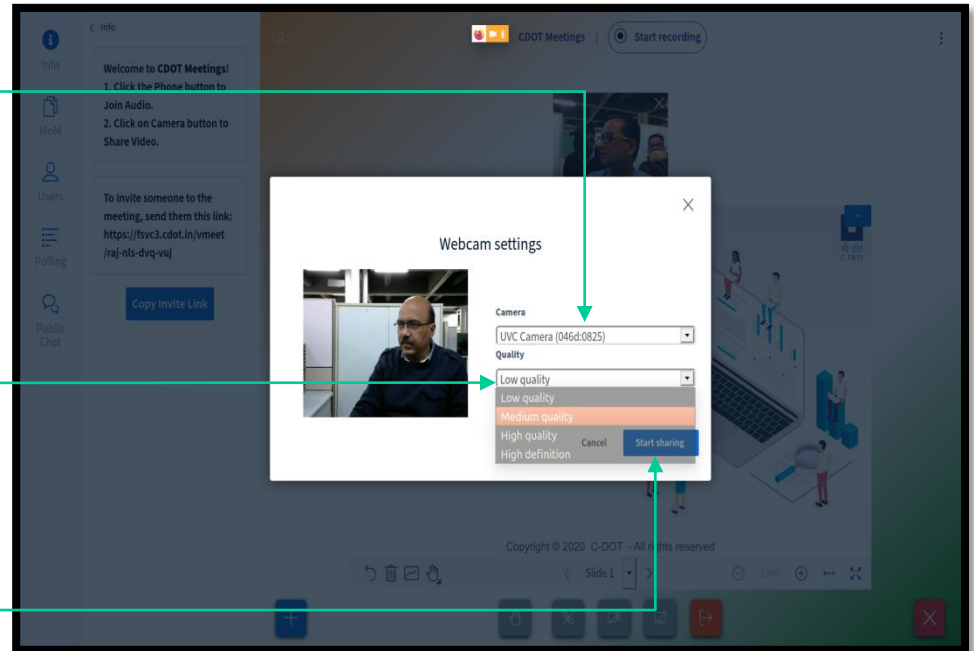 Info
MoM
Users
Polling
Public
Chat
Info
Welcome to CDOT Meetings!
1. Click the Phone button to
Join Audio.
2. Click on Camera button to
Share Video.
To invite someone to the
meeting, send them this link:
https://fsvc3.cdot.in/vmeet
/raj-nls-dvq-vuj
Copy Invite Link
CDOT Meetings | Start recording
Webcam settings
Camera
UVC Camera (046d:0825)
Quality
Low quality
Low quality
Medium quality
High quality
High definition
Cancel
Start sharing
Copyright © 2020 C-DOT - All rights reserved
Slide 1